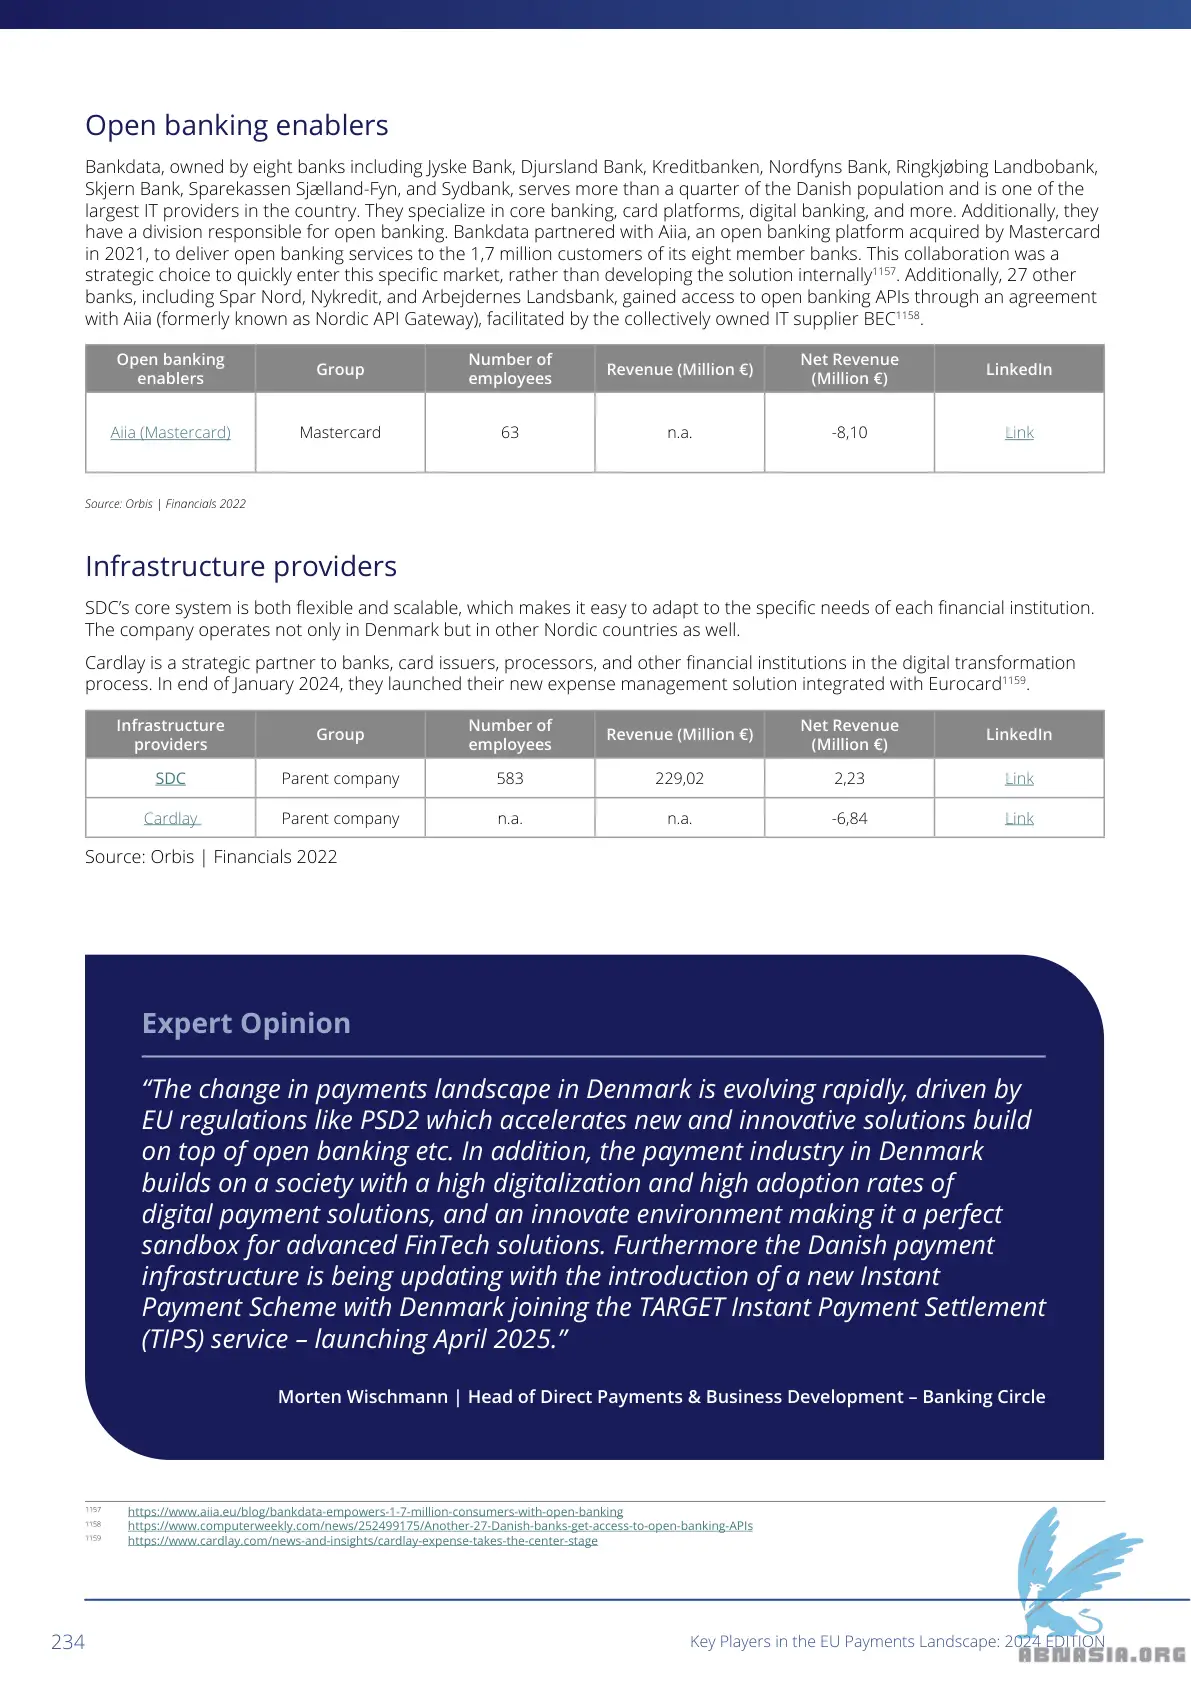 Open banking enablers
Bankdata, owned by eight banks including Jyske Bank, Djursland Bank, Kreditbanken, Nordfyns Bank, Ringkjøbing Landbobank,
Skjern Bank, Sparekassen Sjælland-Fyn, and Sydbank, serves more than a quarter of the Danish population and is one of the
largest IT providers in the country. They specialize in core banking, card platforms, digital banking, and more. Additionally, they
have a division responsible for open banking. Bankdata partnered with Aiia, an open banking platform acquired by Mastercard
in 2021, to deliver open banking services to the 1,7 million customers of its eight member banks. This collaboration was a
strategic choice to quickly enter this specific market, rather than developing the solution internally1157. Additionally, 27 other
banks, including Spar Nord, Nykredit, and Arbejdernes Landsbank, gained access to open banking APIs through an agreement
with Aiia (formerly known as Nordic API Gateway), facilitated by the collectively owned IT supplier BEC1158.
Open banking enablers Group Number of employees Revenue (Million €) Net Revenue (Million €) LinkedIn
Aiia (Mastercard) Mastercard 63 n.a. -8,10 Link
Source: Orbis | Financials 2022
Infrastructure providers
SDC’s core system is both flexible and scalable, which makes it easy to adapt to the specific needs of each financial institution.
The company operates not only in Denmark but in other Nordic countries as well.
Cardlay is a strategic partner to banks, card issuers, processors, and other financial institutions in the digital transformation
process. In end of January 2024, they launched their new expense management solution integrated with Eurocard1159.
Infrastructure providers Group Number of employees Revenue (Million €) Net Revenue (Million €) LinkedIn
SDC Parent company 583 229,02 2,23 Link
Cardlay Parent company n.a. n.a. -6,84 Link
Source: Orbis | Financials 2022
Expert Opinion
“The change in payments landscape in Denmark is evolving rapidly, driven by
EU regulations like PSD2 which accelerates new and innovative solutions build
on top of open banking etc. In addition, the payment industry in Denmark
builds on a society with a high digitalization and high adoption rates of
digital payment solutions, and an innovate environment making it a perfect
sandbox for advanced FinTech solutions. Furthermore the Danish payment
infrastructure is being updating with the introduction of a new Instant
Payment Scheme with Denmark joining the TARGET Instant Payment Settlement
(TIPS) service – launching April 2025.”
Morten Wischmann | Head of Direct Payments & Business Development – Banking Circle
1157 https://www.aiia.eu/blog/bankdata-empowers-1-7-million-consumers-with-open-banking
1158 https://www.computerweekly.com/news/252499175/Another-27-Danish-banks-get-access-to-open-banking-APIs
1159 https://www.cardlay.com/news-and-insights/cardlay-expense-takes-the-center-stage
234
Key Players in the EU Payments Landscape: 2024 EDITION
ABNASIA.ORG